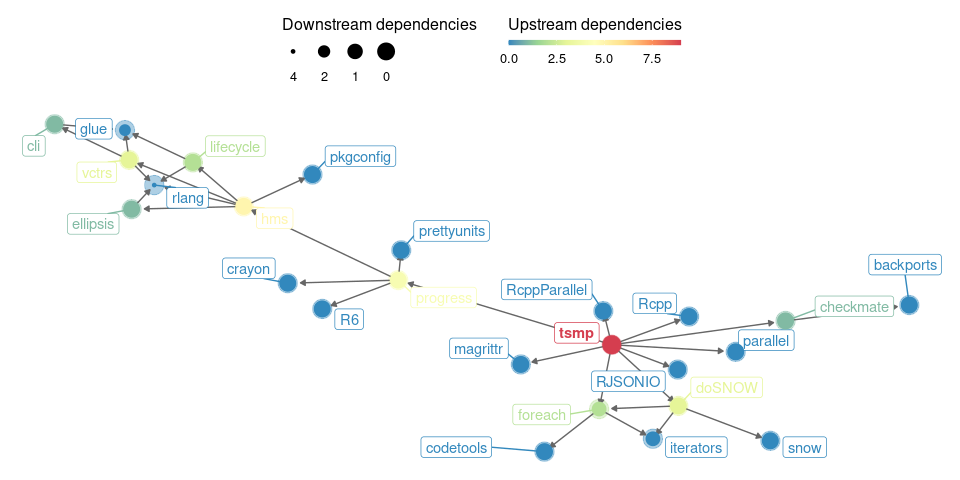 Downstream dependencies
Upstream dependencies
4 2 1 0
0.0 2.5 5.0 7.5
glue
cli
lifecycle
pkgconfig
vctrs
rlang
ellipsis
hms
prettyunits
crayon
backports
RcppParallel
progress
Rcpp
checkmate
R6
tsmp
parallel
magrittr
RJSONIO
doSNOW
foreach
codetools
iterators
snow